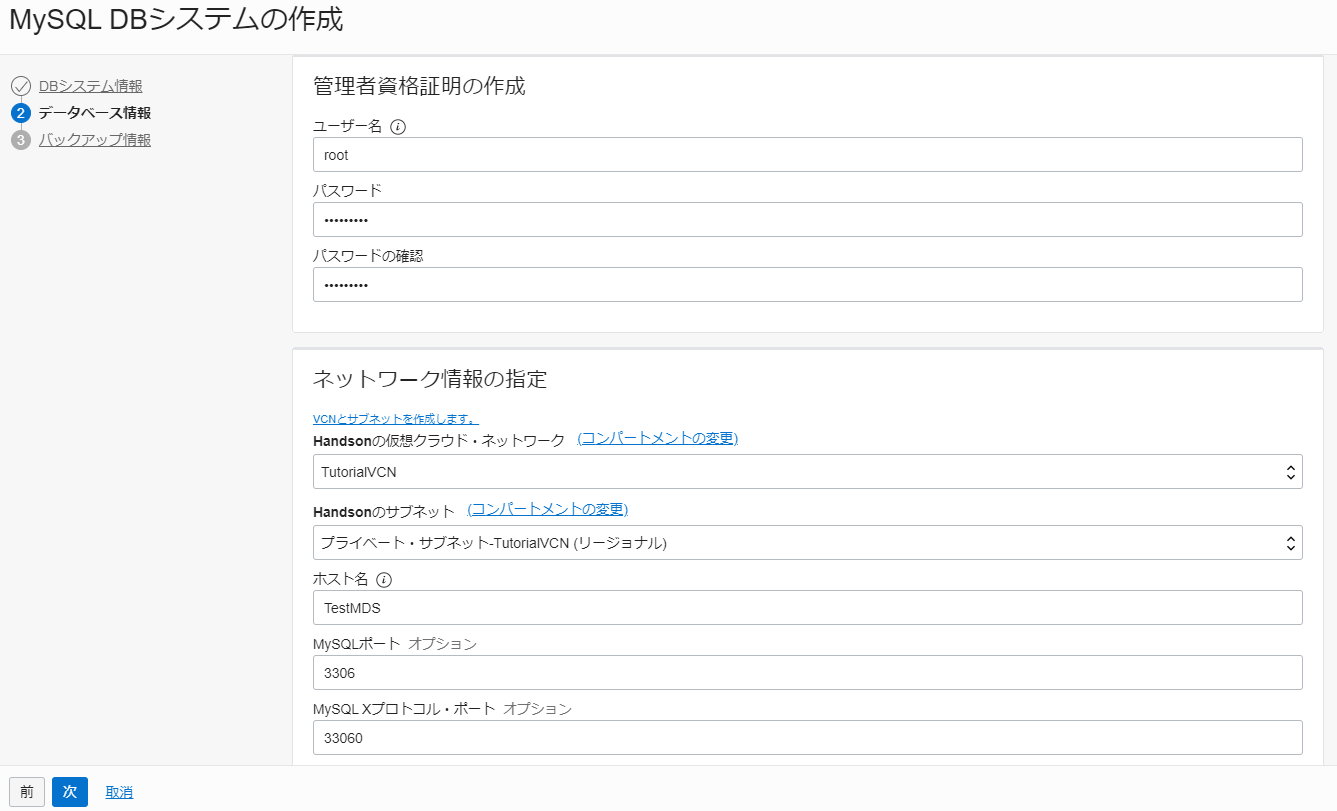 MySQL DBシステムの作成
DBシステム情報
2 データベース情報
3 バックアップ情報
管理者資格証明の作成
ユーザー名 i
root
パスワード
•••••••••
パスワードの確認
•••••••••
ネットワーク情報の指定
VCNとサブネットを作成します。
Handsonの仮想クラウド・ネットワーク (コンパートメントの変更)
TutorialVCN
Handsonのサブネット (コンパートメントの変更)
プライベート・サブネット-TutorialVCN (リージョナル)
ホスト名 i
TestMDS
MySQLポート オプション
3306
MySQL Xプロトコル・ポート オプション
33060
前 次 取消